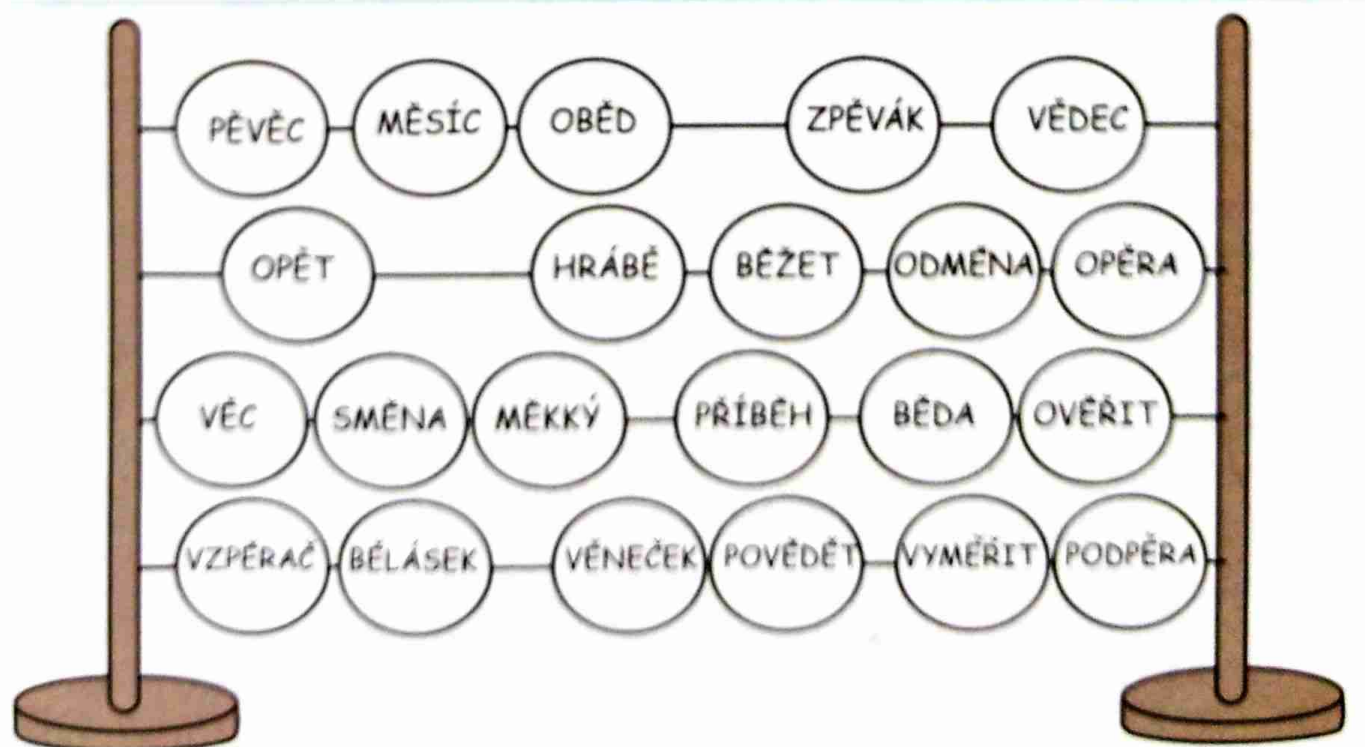 PĚVĚC MĚSÍC OBĚD ZPĚVÁK VĚDEC
OPĚT HRÁBĚ BĚŽET ODMĚNA OPĚRA
VĚC SMĚNA MĚKKÝ PŘÍBĚH BĚDA OVĚŘIT
VZPĚRAČ BĚLÁSEK VĚNEČEK POVĚDĚT VYMĚŘIT PODPĚRA